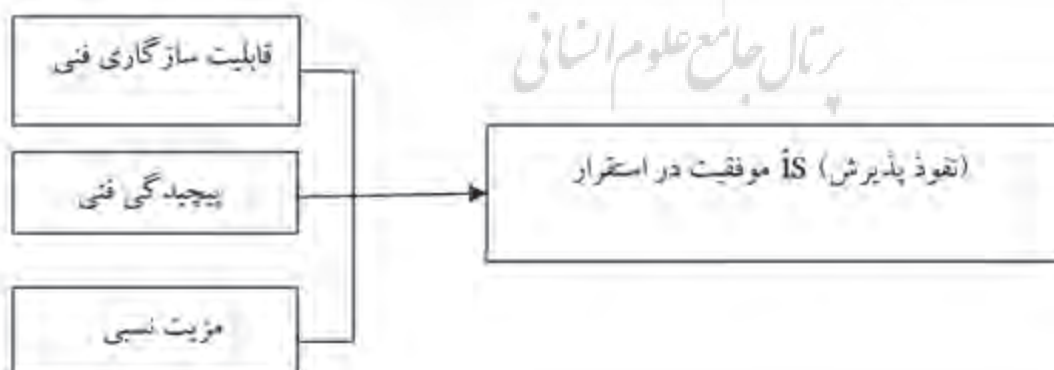 پرتال جامع علوم انسانی
قابلیت سازگاری فنی
(نفوذ پذیرش) is موفقیت در استقرار
پیچیدگی فنی
مزیت نسبی